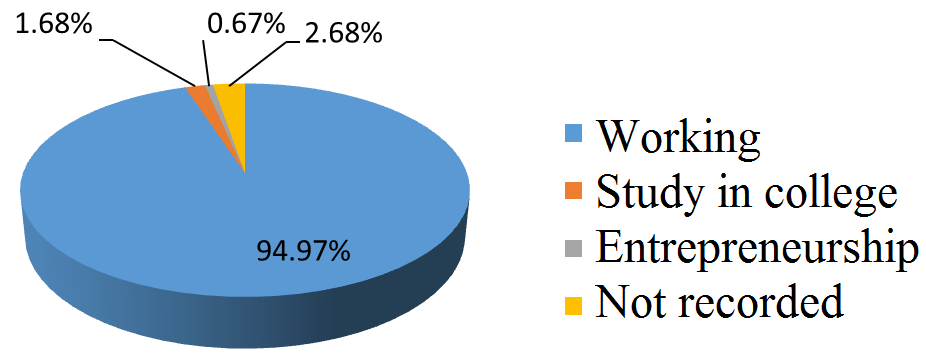 1.68%
0.67%
2.68%
94.97%
Working
Study in college
Entrepreneurship
Not recorded